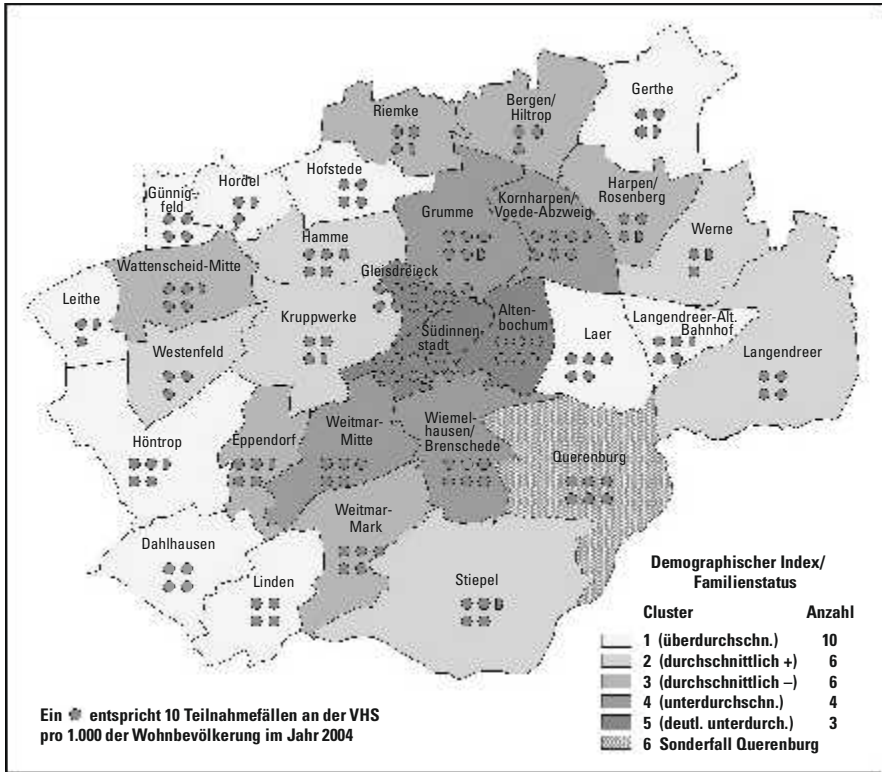 Gerthe
Bergen/
Hiltrop
Riemke
Hofstede
Hordel
Günnig-
feld
Harpen/
Rosenberg
Kornharpen/
Voede-Abzweig
Grumme
Werne
Hamme
Wattenscheid-Mitte
Gleisdreieck
Leithe
Kruppwerke
Südinnen-
stadt
Alten-
bochum
Laer
Langendreer-Alt.
Bahnhof
Langendreer
Westenfeld
Höntrop
Eppendorf
Weitmar-
Mitte
Wiemel-
hausen/
Brenschede
Querenburg
Weitmar-
Mark
Dahlhausen
Linden
Stiepel
Demographischer Index/
Familienstatus
Cluster Anzahl
1 (überdurchschn.) 10
2 (durchschnittlich +) 6
3 (durchschnittlich –) 6
4 (unterdurchschn.) 4
5 (deutl. unterdurch.) 3
6 Sonderfall Querenburg
Ein entspricht 10 Teilnahmefällen an der VHS
pro 1.000 der Wohnbevölkerung im Jahr 2004